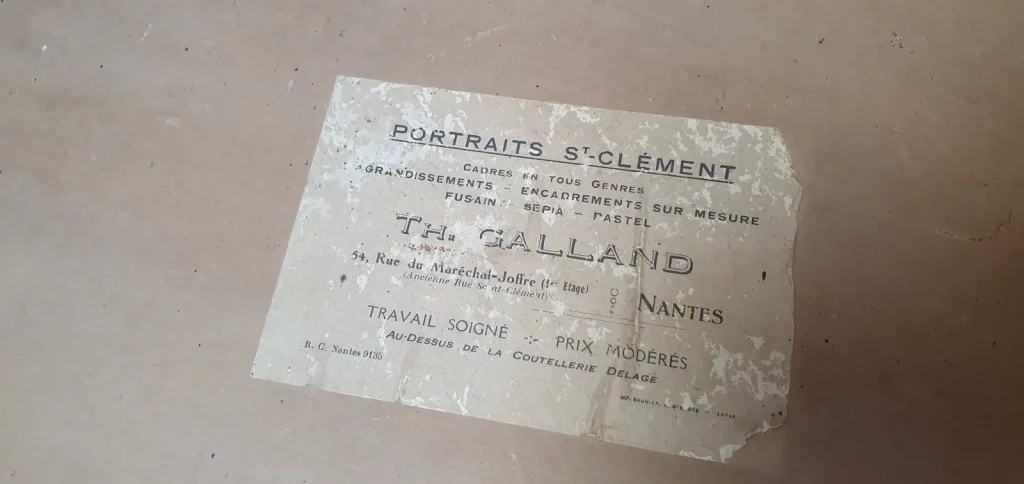 PORTRAITS ST-CLÉMENT
CADRES EN TOUS GENRES
AGRANDISSEMENTS - ENCADREMENTS SUR MESURE
FUSAIN - SÉPIA - PASTEL
TH. GALLAND
54, Rue du Maréchal-Joffre (1er Etage)
(Ancienne Rue Saint-Clément)
NANTES
TRAVAIL SOIGNÉ -:- PRIX MODÉRÉS
AU-DESSUS DE LA COUTELLERIE DELAGE
R. C. Nantes 9135
IMP.